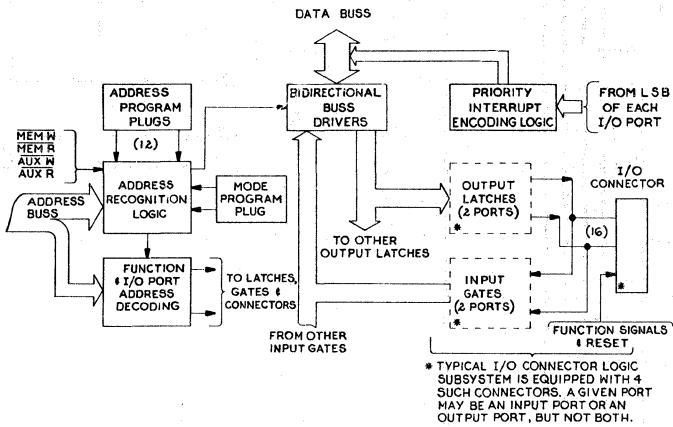 DATA BUSS
ADDRESS
PROGRAM
PLUGS
(12)
BIDIRECTIONAL
BUSS
DRIVERS
PRIORITY
INTERRUPT
ENCODING LOGIC
FROM LSB
OF EACH
I/O PORT
MEM W
MEM R
AUX W
AUX R
ADDRESS
RECOGNITION
LOGIC
MODE
PROGRAM
PLUG
ADDRESS
BUSS
OUTPUT
LATCHES
(2 PORTS)
*
I/O
CONNECTOR
(16)
*
TO OTHER
OUTPUT LATCHES
FUNCTION
& I/O PORT
ADDRESS
DECODING
TO LATCHES,
GATES &
CONNECTORS
INPUT
GATES
(2 PORTS)
*
FROM OTHER
INPUT GATES
FUNCTION SIGNALS
& RESET
* TYPICAL I/O CONNECTOR LOGIC
SUBSYSTEM IS EQUIPPED WITH 4
SUCH CONNECTORS. A GIVEN PORT
MAY BE AN INPUT PORT OR AN
OUTPUT PORT, BUT NOT BOTH.